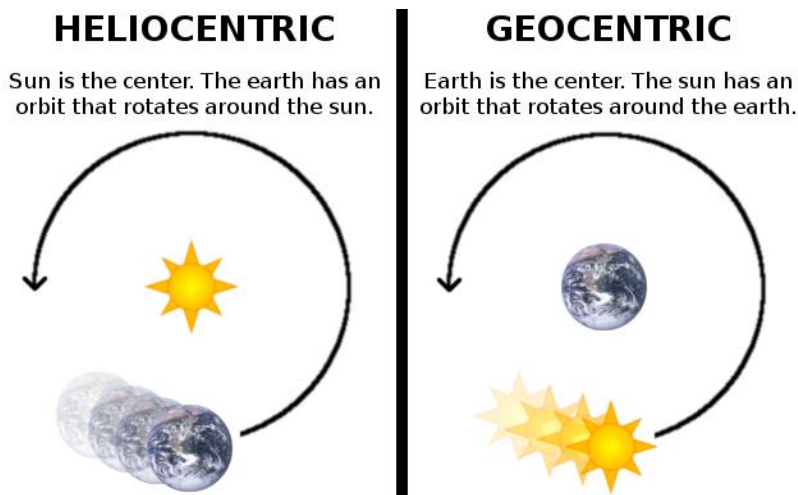 HELIOCENTRIC
Sun is the center. The earth has an
orbit that rotates around the sun.
GEOCENTRIC
Earth is the center. The sun has an
orbit that rotates around the earth.